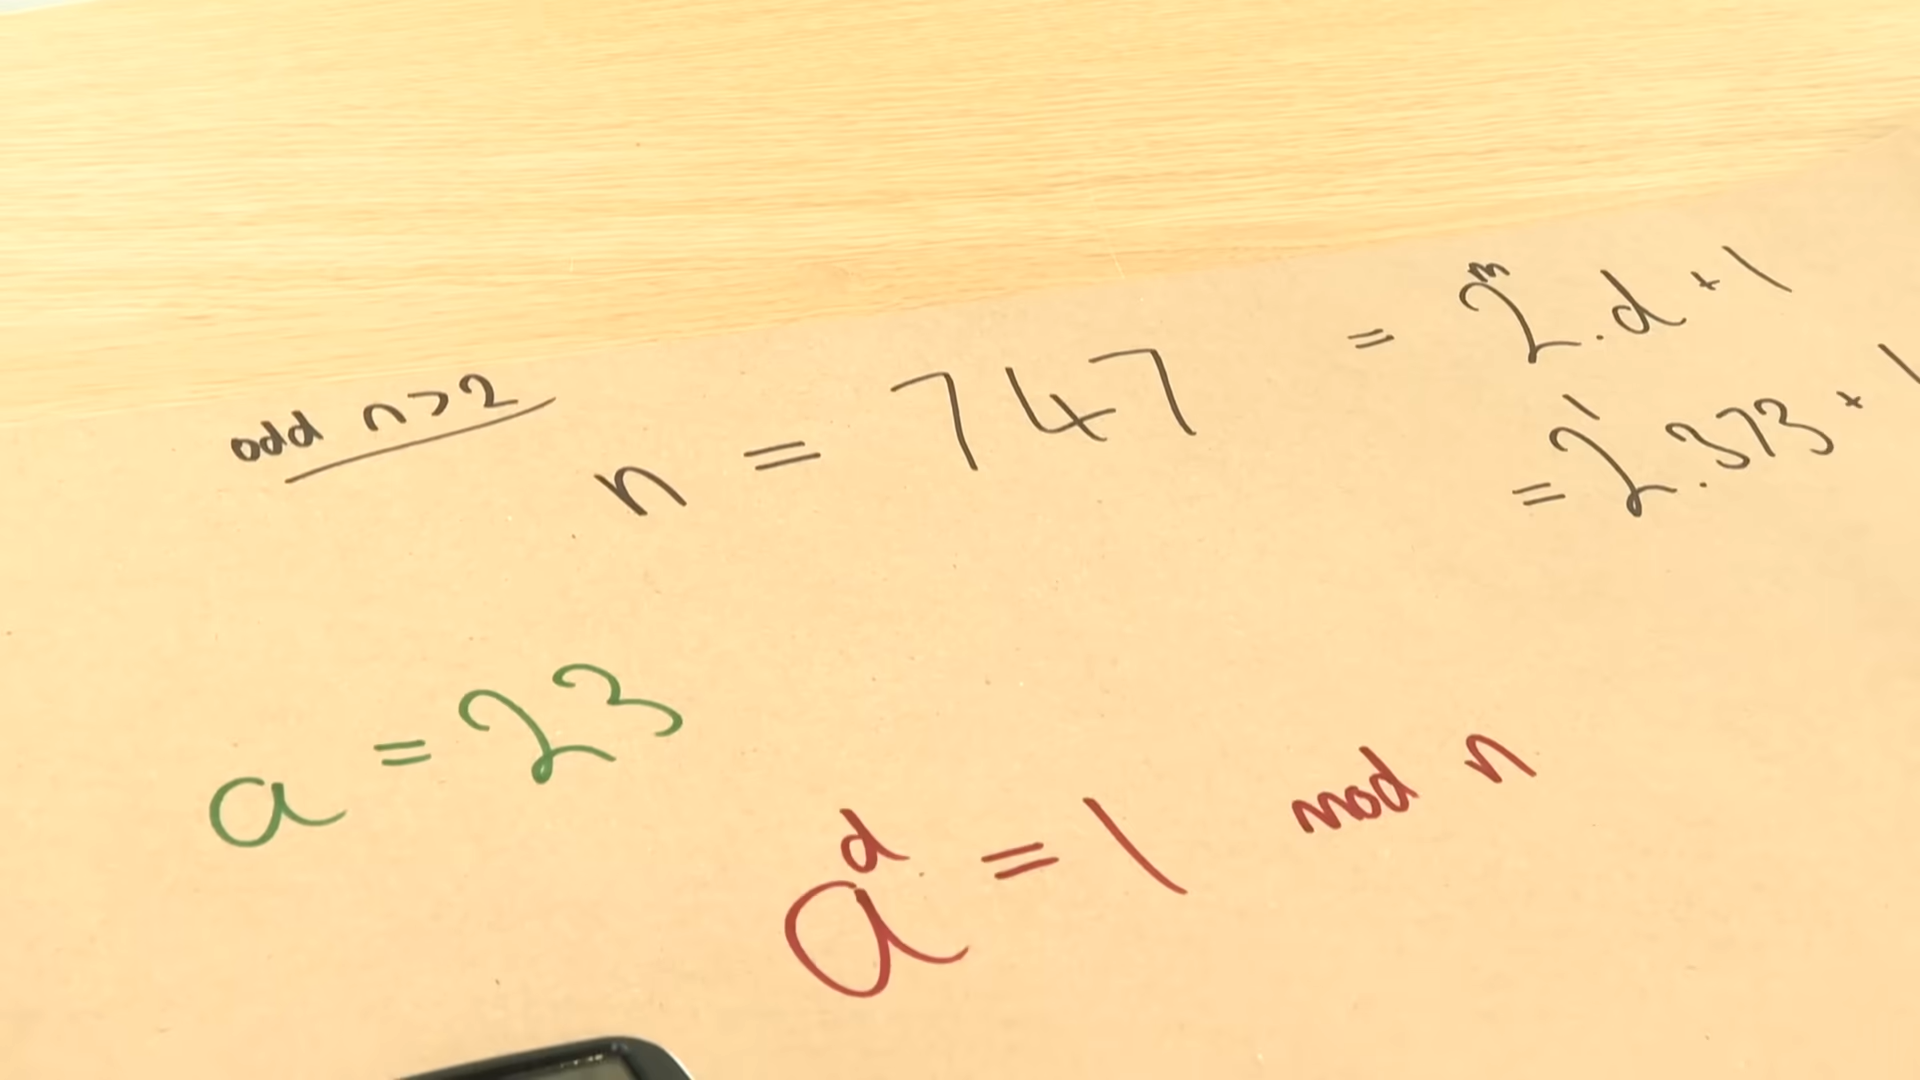 odd n>2
n = 747 = 2^m.d+1
= 2^1.373+1
a = 23
a^d = 1 mod n